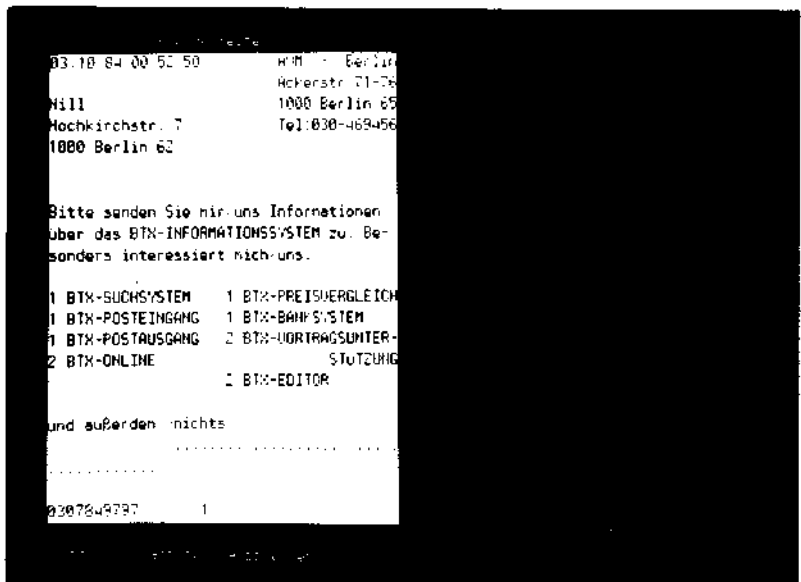 03.10.84 00 52 50 Berlin
Ackerstr 71-76
Nill 1000 Berlin 65
Hochkirchstr. 7 Tel:030-469456
1000 Berlin 62
Bitte senden Sie mir/uns Informationen
über das BTX-INFORMATIONSSYSTEM zu. Be-
sonders interessiert mich/uns.
1 BTX-SUCHSYSTEM 1 BTX-PREISVERGLEICH
1 BTX-POSTEINGANG 1 BTX-BANKSYSTEM
1 BTX-POSTAUSGANG 2 BTX-VORTRAGSUNTER-
2 BTX-ONLINE STÜTZUNG
2 BTX-EDITOR
und außerdem nichts
0307849797 1